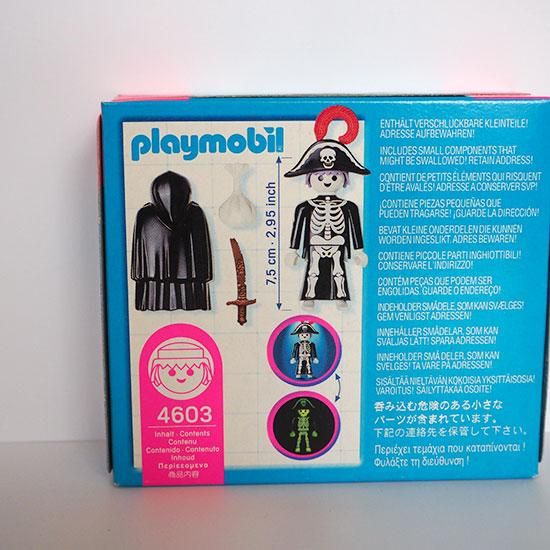 playmobil
7,5 cm · 2,95 inch
4603
Inhalt · Contents
Contenu
Contenido · Contenuto
Inhoud
Περιεχομενα
商品内容
ENTHÄLT VERSCHLUCKBARE KLEINTEILE!
ADRESSE AUFBEWAHREN!
INCLUDES SMALL COMPONENTS THAT
MIGHT BE SWALLOWED! RETAIN ADDRESS!
CONTIENT DE PETITS ÉLÉMENTS QUI RISQUENT
D'ÊTRE AVALÉS! ADRESSE A CONSERVER SVP!
¡CONTIENE PIEZAS PEQUEÑAS QUE
PUEDEN TRAGARSE! ¡GUARDE LA DIRECCIÓN!
BEVAT KLEINE ONDERDELEN DIE KUNNEN
WORDEN INGESLIKT. ADRES BEWAREN!
CONTIENE PICCOLE PARTI INGHIOTTIBILI!
CONSERVARE L'INDIRIZZO!
CONTÉM PEÇAS QUE PODEM SER
ENGOLIDAS. GUARDE O ENDEREÇO!
INDEHOLDER SMÅDELE, SOM KAN SVÆLGES!
GEM VENLIGST ADRESSEN!
INNEHÅLLER SMÅDELAR, SOM KAN
SVÄLJAS LÄTT! SPARA ADRESSEN!
INNEHOLDER SMÅ DELER, SOM KAN
SVELGES! TA VARE PÅ ADRESSEN!
SISÄLTÄÄ NIELTÄVÄN KOKOISIA YKSITTÄISOSIA!
VAROITUS! SÄILYTTÄKÄÄ OSOITE!
呑み込む危険のある小さな
パーツが含まれています。
下記の連絡先を保管して下さい。
Περιέχει τεμάχια που καταπίνονται !
Φυλάξτε τη διεύθυνση !